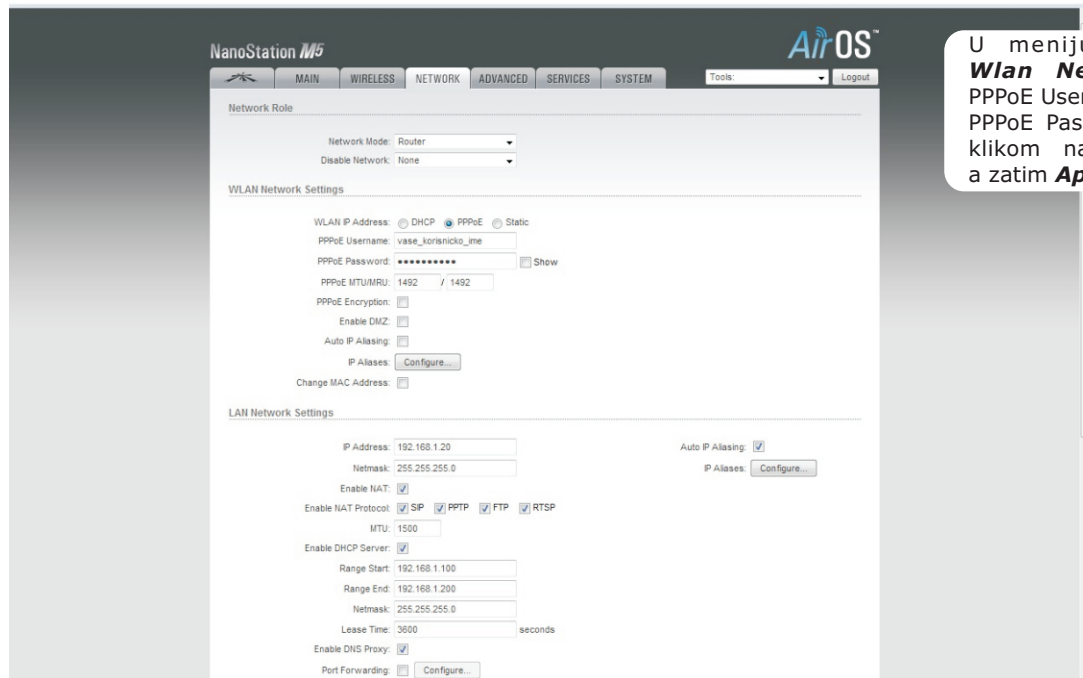 NanoStation M5
AirOS™
MAIN WIRELESS NETWORK ADVANCED SERVICES SYSTEM Tools: Logout
Network Role
Network Mode: Router
Disable Network: None
WLAN Network Settings
WLAN IP Address: DHCP PPPoE Static
PPPoE Username: vase_korisnicko_ime
PPPoE Password: •••••••••• Show
PPPoE MTU/MRU: 1492 / 1492
PPPoE Encryption:
Enable DMZ:
Auto IP Aliasing:
IP Aliases: Configure...
Change MAC Address:
LAN Network Settings
IP Address: 192.168.1.20 Auto IP Aliasing:
Netmask: 255.255.255.0 IP Aliases: Configure...
Enable NAT:
Enable NAT Protocol: SIP PPTP FTP RTSP
MTU: 1500
Enable DHCP Server:
Range Start: 192.168.1.100
Range End: 192.168.1.200
Netmask: 255.255.255.0
Lease Time: 3600 seconds
Enable DNS Proxy:
Port Forwarding: Configure...
U meniju
Wlan Ne
PPPoE User
PPPoE Pas
klikom na
a zatim Ap